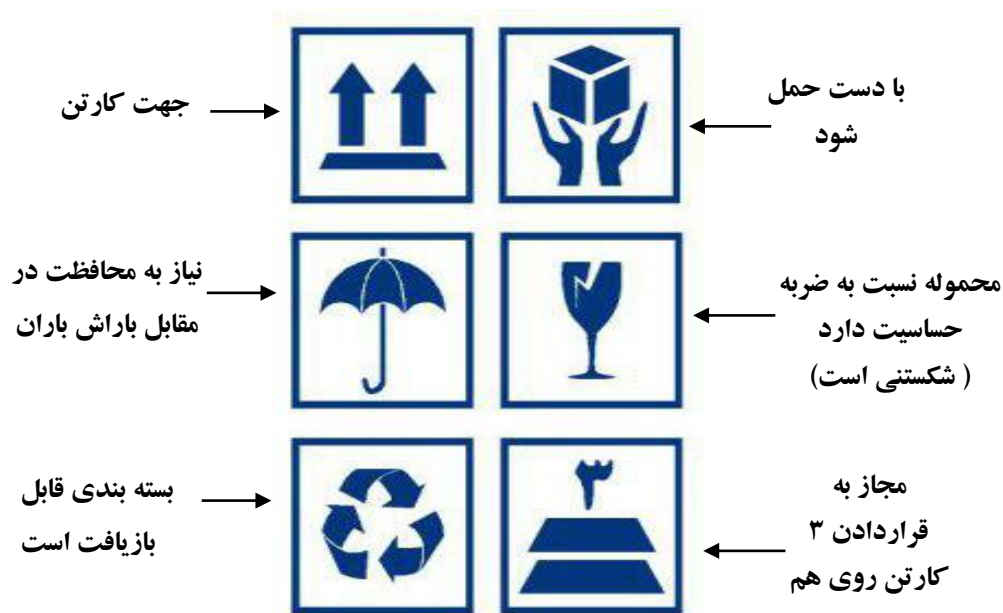 با دست حمل
شود
جهت کارتن
محموله نسبت به ضربه
حساسیت دارد
( شکستنی است)
نیاز به محافظت در
مقابل باراش باران
۳
مجاز به
قراردادن ۳
کارتن روی هم
بسته بندی قابل
بازیافت است